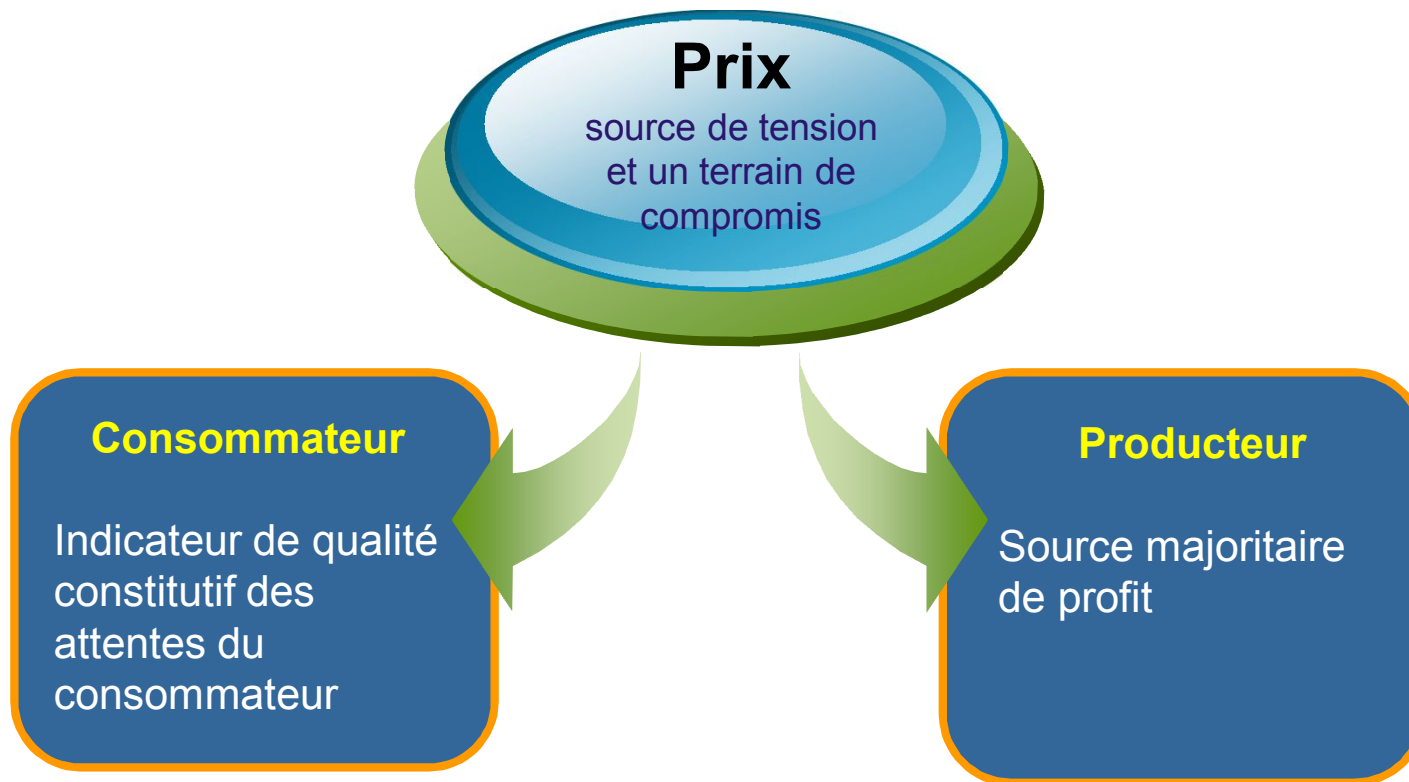 Prix
source de tension
et un terrain de
compromis
Consommateur
Indicateur de qualité
constitutif des
attentes du
consommateur
Producteur
Source majoritaire
de profit